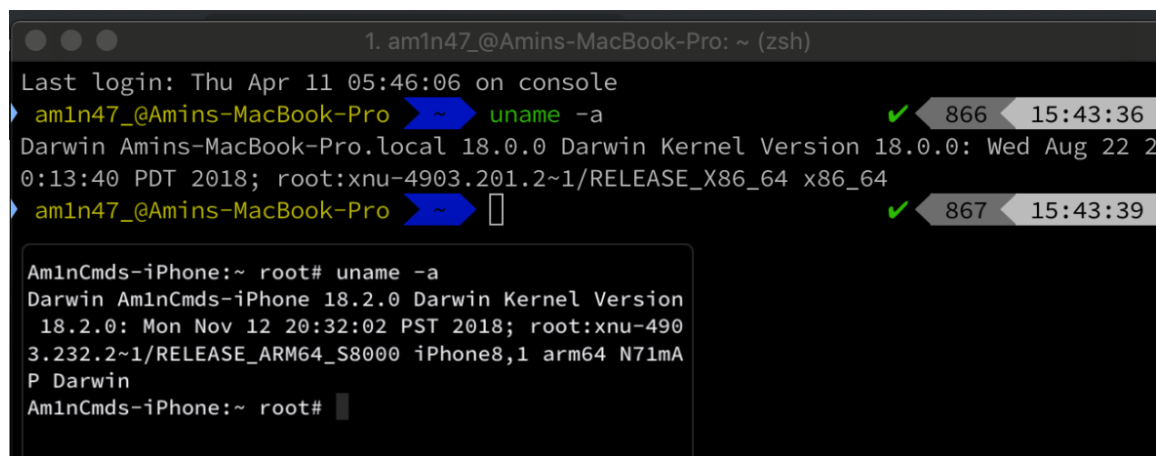 1. am1n47_@Amins-MacBook-Pro: ~ (zsh)
Last login: Thu Apr 11 05:46:06 on console
am1n47_@Amins-MacBook-Pro ~ uname -a ✔ 866 15:43:36
Darwin Amins-MacBook-Pro.local 18.0.0 Darwin Kernel Version 18.0.0: Wed Aug 22 2
0:13:40 PDT 2018; root:xnu-4903.201.2~1/RELEASE_X86_64 x86_64
am1n47_@Amins-MacBook-Pro ~ ✔ 867 15:43:39
Am1nCmds-iPhone:~ root# uname -a
Darwin Am1nCmds-iPhone 18.2.0 Darwin Kernel Version
18.2.0: Mon Nov 12 20:32:02 PST 2018; root:xnu-490
3.232.2~1/RELEASE_ARM64_S8000 iPhone8,1 arm64 N71mA
P Darwin
Am1nCmds-iPhone:~ root#